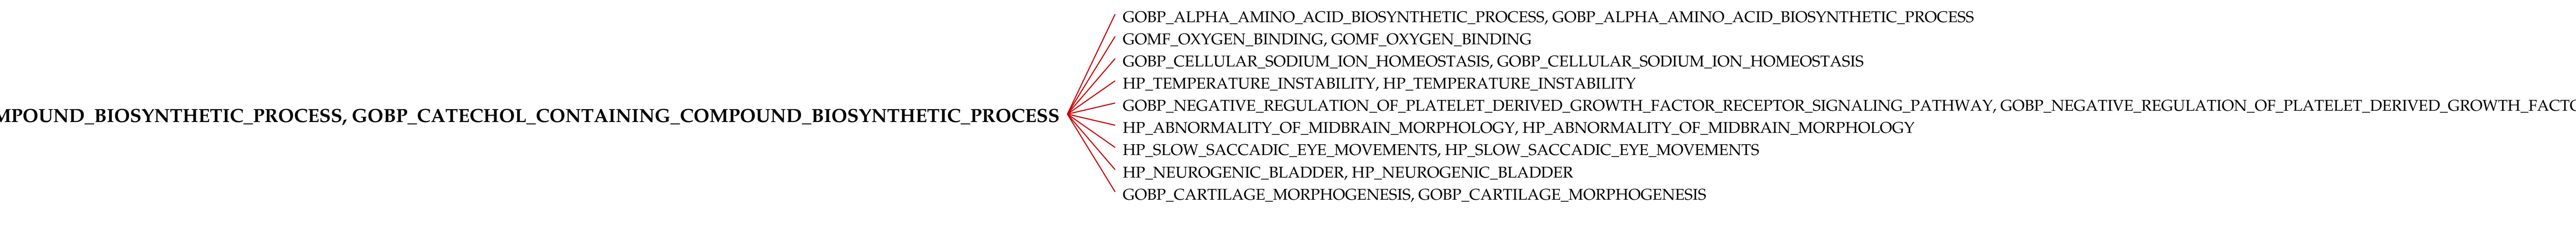 GOBP_ALPHA_AMINO_ACID_BIOSYNTHETIC_PROCESS, GOBP_ALPHA_AMINO_ACID_BIOSYNTHETIC_PROCESS
GOMF_OXYGEN_BINDING, GOMF_OXYGEN_BINDING
GOBP_CELLULAR_SODIUM_ION_HOMEOSTASIS, GOBP_CELLULAR_SODIUM_ION_HOMEOSTASIS
HP_TEMPERATURE_INSTABILITY, HP_TEMPERATURE_INSTABILITY
GOBP_NEGATIVE_REGULATION_OF_PLATELET_DERIVED_GROWTH_FACTOR_RECEPTOR_SIGNALING_PATHWAY, GOBP_NEGATIVE_REGULATION_OF_PLATELET_DERIVED_GROWTH_FACTO
MPOUND_BIOSYNTHETIC_PROCESS, GOBP_CATECHOL_CONTAINING_COMPOUND_BIOSYNTHETIC_PROCESS
HP_ABNORMALITY_OF_MIDBRAIN_MORPHOLOGY, HP_ABNORMALITY_OF_MIDBRAIN_MORPHOLOGY
HP_SLOW_SACCADIC_EYE_MOVEMENTS, HP_SLOW_SACCADIC_EYE_MOVEMENTS
HP_NEUROGENIC_BLADDER, HP_NEUROGENIC_BLADDER
GOBP_CARTILAGE_MORPHOGENESIS, GOBP_CARTILAGE_MORPHOGENESIS